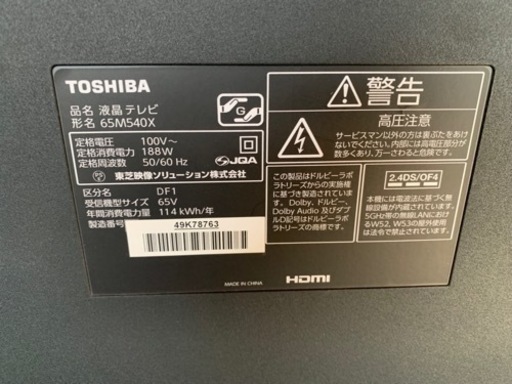 TOSHIBA
品名 液晶テレビ
形名 65M540X
定格電圧 100V～
定格消費電力 188W
定格周波数 50/60 Hz
JQA
東芝映像ソリューション株式会社
区分名 DF1
受信機型サイズ 65V
年間消費電力量 114 kWh/年
製造番号
49K78763
警告
高圧注意
サービスマン以外の方は裏ぶたをあけ
ないでください。内部には高電圧部分が
数多くあり、万一さわると危険です。
この製品はドルビーラボ
ラトリーズからの実施権
に基づき製造されていま
す。Dolby、ドルビー、
Dolby Audio 及びダブル
D記号はドルビーラボラ
トリーズの商標です。
2.4DS/OF4
本機には電波法に基づく無
線設備が内蔵されています。
5GHz帯の無線LANにおけ
るW52、W53の屋外使用
は法令で禁止されています。
MADE IN CHINA
HDMI